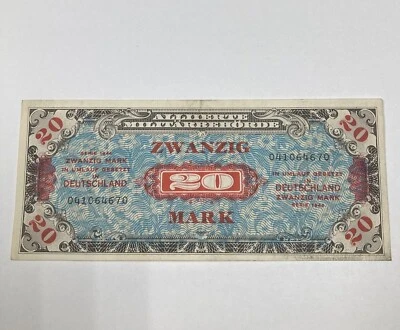 ALLIIERTE
MILITÄRBEHÖRDE
20
20
ZWANZIG
SERIE 1944
ZWANZIG MARK
IN UMLAUF GESETZT
IN
DEUTSCHLAND
041064670
20
MARK
041064670
IN UMLAUF GESETZT
IN
DEUTSCHLAND
ZWANZIG MARK
SERIE 1944
20
20